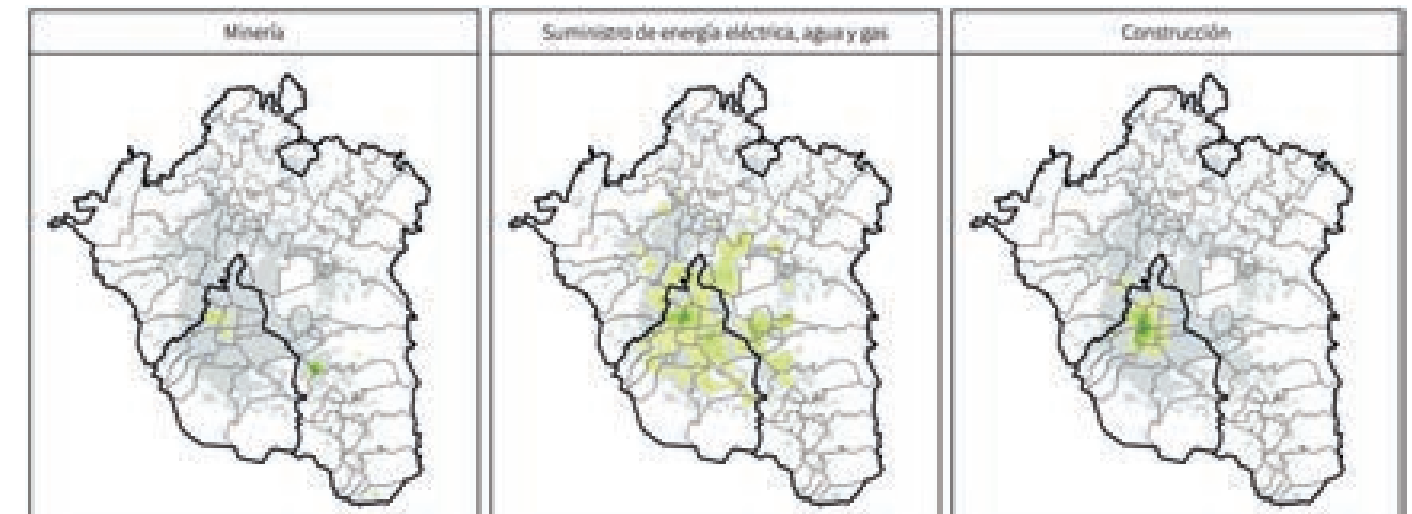 Minería
Suministro de energía eléctrica, agua y gas
Construcción